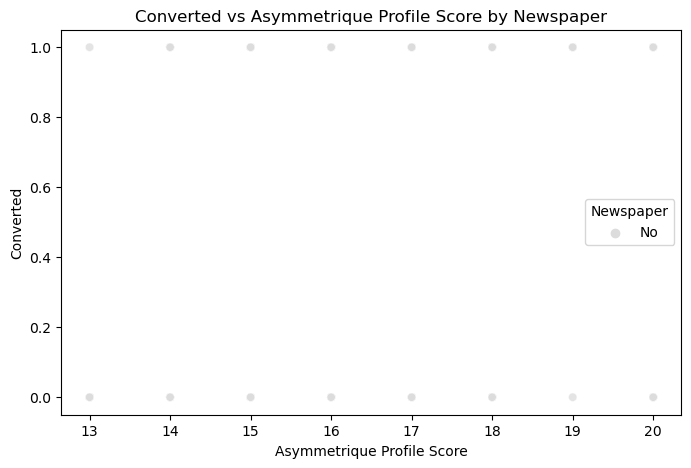 Converted vs Asymmetrique Profile Score by Newspaper
1.0
0.8
0.6
0.4
0.2
0.0
Converted
Newspaper
No
13 14 15 16 17 18 19 20
Asymmetrique Profile Score